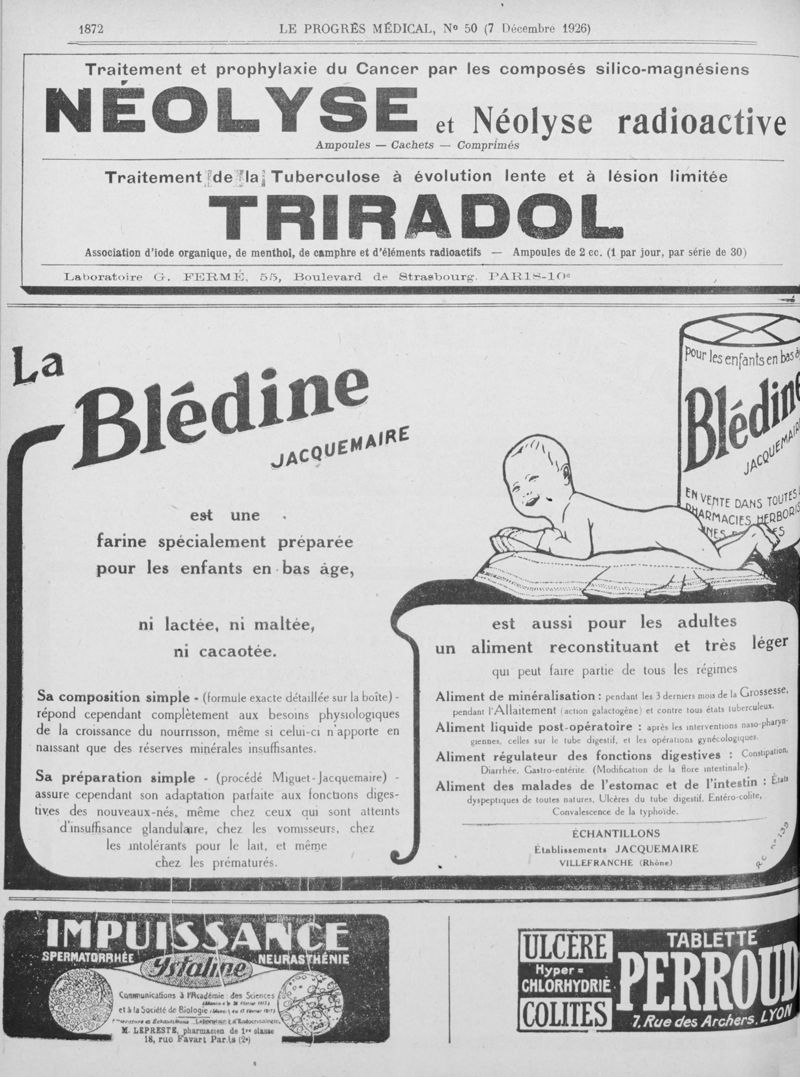 1872
LE PROGRÈS MÉDICAL, Nº 50 (7 Décembre 1926)
Traitement et prophylaxie du Cancer par les composés silico-magnésiens
NÉOLYSE et Néolyse radioactive
Ampoules — Cachets — Comprimés
Traitement de la Tuberculose à évolution lente et à lésion limitée
TRIRADOL
Association d'iode organique, de menthol, de camphre et d'éléments radioactifs — Ampoules de 2 cc. (1 par jour, par série de 30)
Laboratoire G. FERMÉ, 55, Boulevard de Strasbourg. PARIS-10e
La
Blédine
JACQUEMAIRE
est une
farine spécialement préparée
pour les enfants en bas âge,
ni lactée, ni maltée,
ni cacaotée.
Sa composition simple - (formule exacte détaillée sur la boîte) -
répond cependant complètement aux besoins physiologiques
de la croissance du nourrisson, même si celui-ci n'apporte en
naissant que des réserves minérales insuffisantes.
Sa préparation simple - (procédé Miguet-Jacquemaire) -
assure cependant son adaptation parfaite aux fonctions diges-
tives des nouveaux-nés, même chez ceux qui sont atteints
d'insuffisance glandulaire, chez les vomisseurs, chez
les intolérants pour le lait, et même
chez les prématurés.
pour les enfants en bas
Blédin
JACQUEMAIR
EN VENTE DANS TOUTES
PHARMACIES HERBORIS
est aussi pour les adultes
un aliment reconstituant et très léger
qui peut faire partie de tous les régimes
Aliment de minéralisation : pendant les 3 derniers mois de la Grossesse,
pendant l'Allaitement (action galactogène) et contre tous états tuberculeux.
Aliment liquide post-opératoire : après les interventions naso-pharyn-
giennes, celles sur le tube digestif, et les opérations gynécologiques.
Aliment régulateur des fonctions digestives : Constipation,
Diarrhée, Gastro-entérite. (Modification de la flore intestinale).
Aliment des malades de l'estomac et de l'intestin : États
dyspeptiques de toutes natures, Ulcères du tube digestif, Entéro-colite,
Convalescence de la typhoïde.
ÉCHANTILLONS
Établissements JACQUEMAIRE
VILLEFRANCHE (Rhône)
R.C. nº 139
IMPUISSANCE
SPERMATORRHÉE
NEURASTHÉNIE
Ystaline
Communications à l'Académie des Sciences
et à la Société de Biologie
M. LEPRESTE, pharmacien de 1re classe
18, rue Favart Paris (2e)
ULCÈRE
Hyper=
CHLORHYDRIE
COLITES
TABLETTE
PERROUD
7, Rue des Archers, LYON